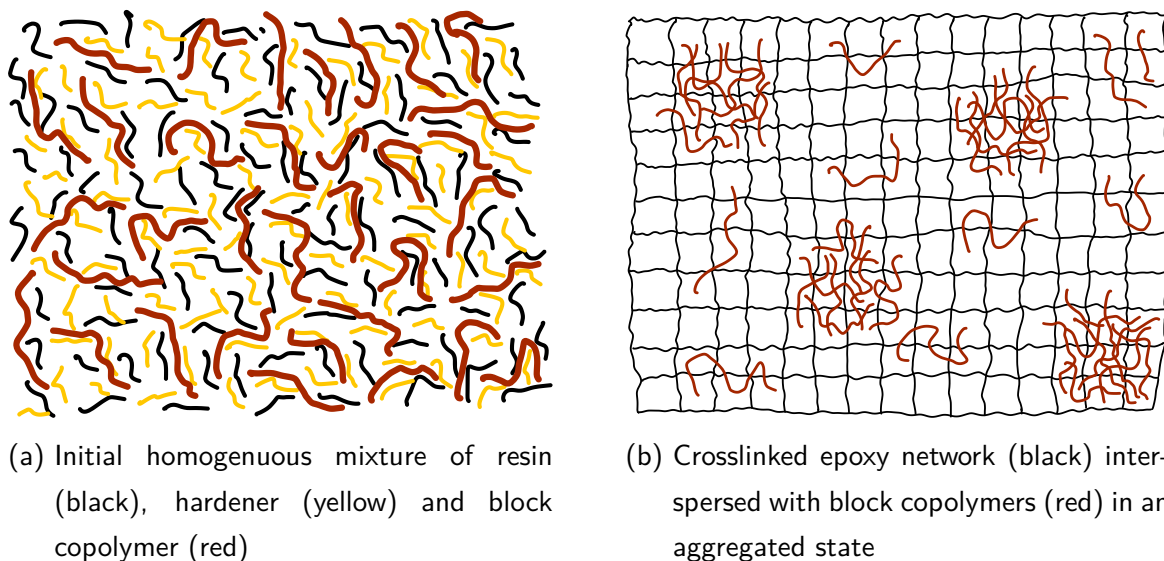 (a) Initial homogenuous mixture of resin
(black), hardener (yellow) and block
copolymer (red)
(b) Crosslinked epoxy network (black) inter-
spersed with block copolymers (red) in an
aggregated state